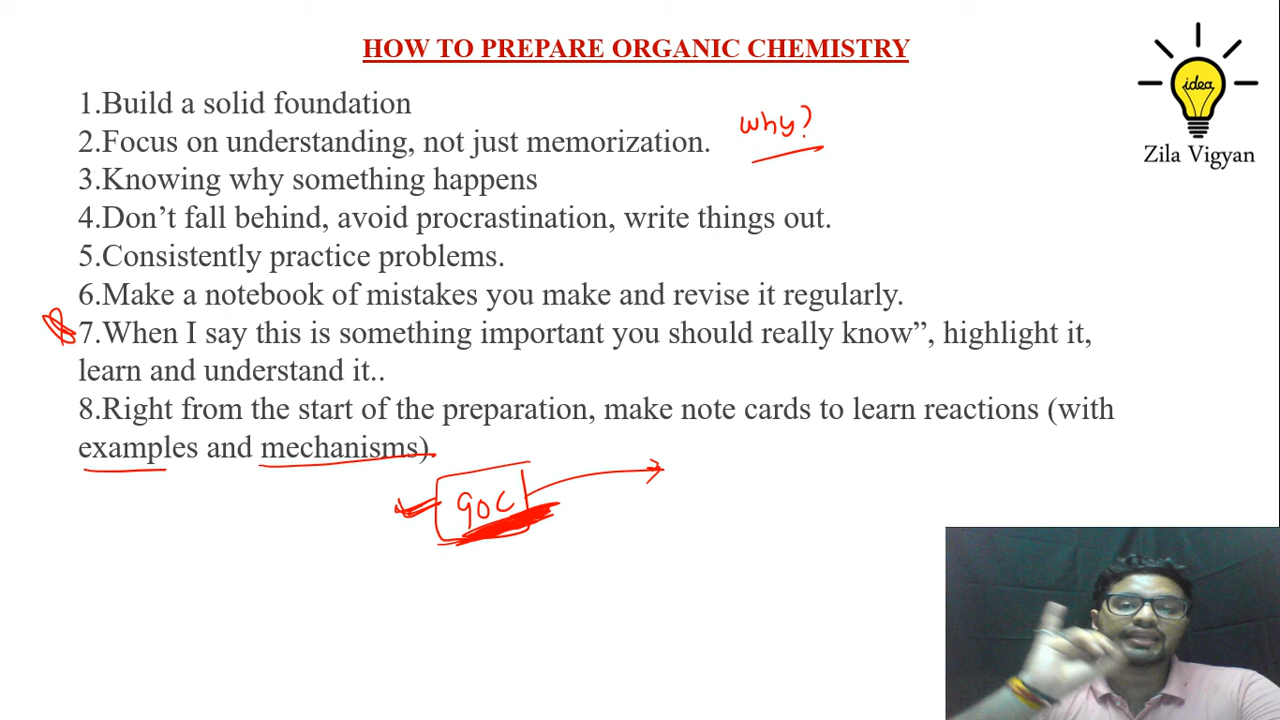 HOW TO PREPARE ORGANIC CHEMISTRY
idea
Zila Vigyan
1.Build a solid foundation
why?
2.Focus on understanding, not just memorization.
3.Knowing why something happens
4.Don’t fall behind, avoid procrastination, write things out.
5.Consistently practice problems.
6.Make a notebook of mistakes you make and revise it regularly.
7.When I say this is something important you should really know”, highlight it,
learn and understand it..
8.Right from the start of the preparation, make note cards to learn reactions (with
examples and mechanisms).
GOC